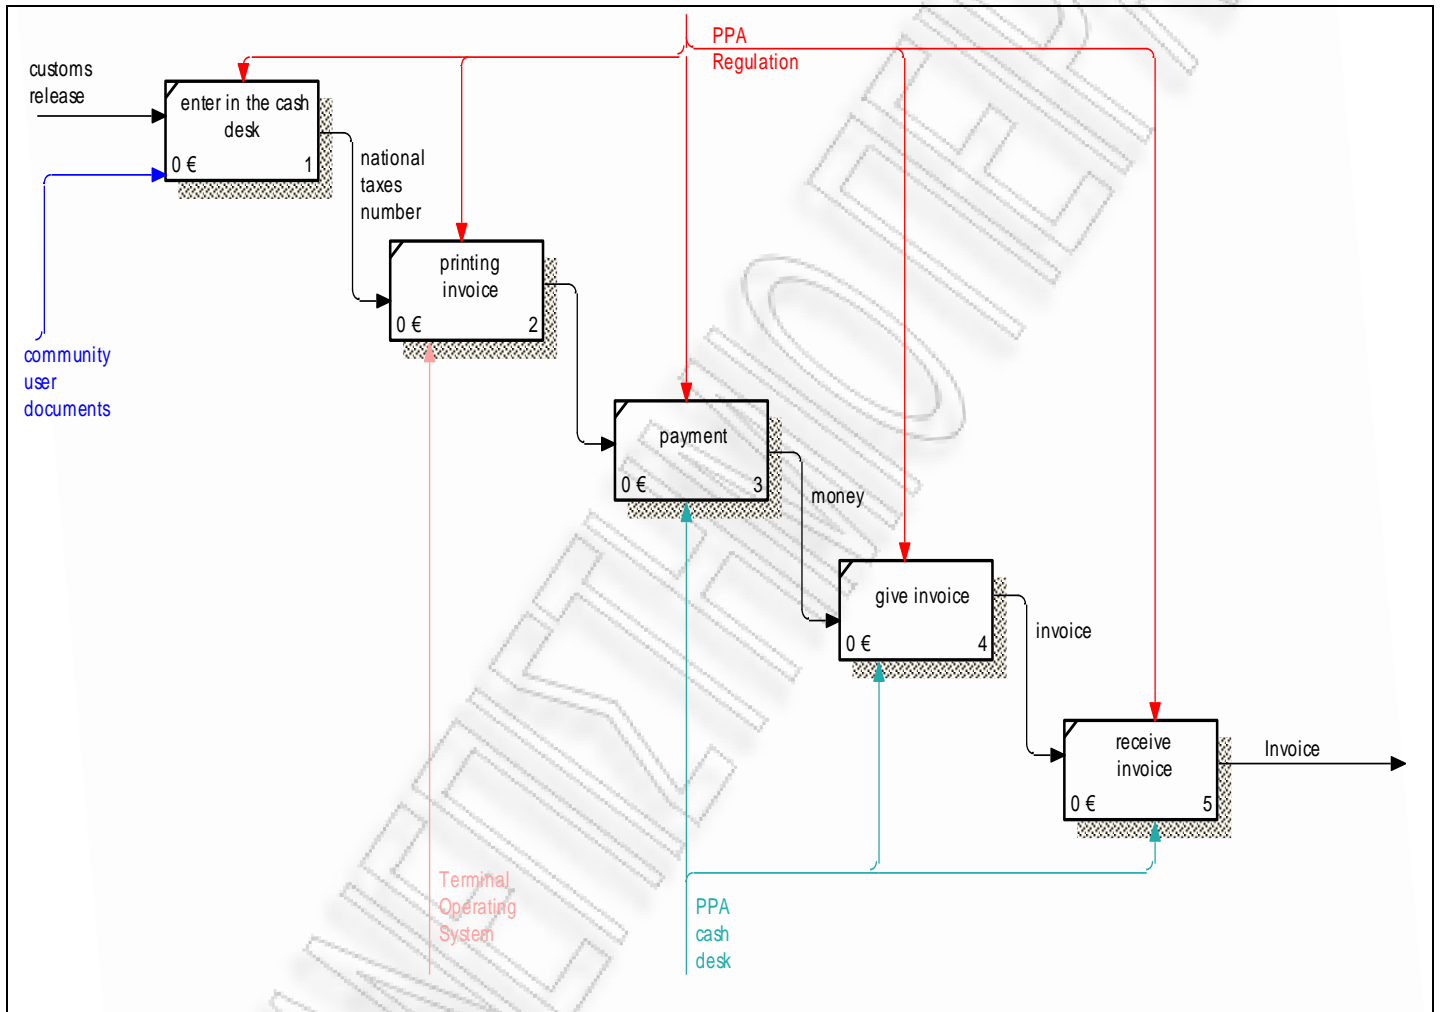 PPA
Regulation
customs
release
enter in the cash
desk
0 €
1
national
taxes
number
printing
invoice
0 €
2
community
user
documents
payment
0 €
3
money
give invoice
0 €
4
invoice
receive
invoice
0 €
5
Invoice
Terminal
Operating
System
PPA
cash
desk